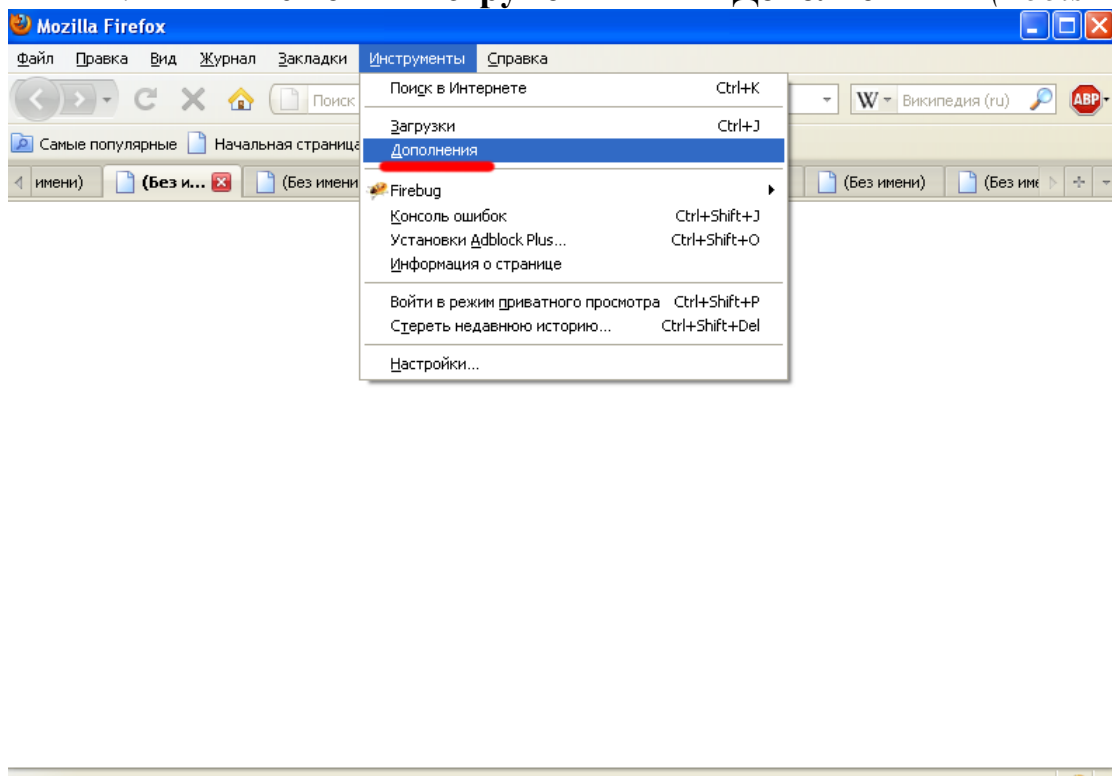 Mozilla Firefox
Файл Правка Вид Журнал Закладки Инструменты Справка
Поиск W Википедия (ru) ABP
Самые популярные Начальная страница
имени) (Без и... (Без имени (Без имени) (Без
Поиск в Интернете Ctrl+K
Загрузки Ctrl+J
Дополнения
Firebug
Консоль ошибок Ctrl+Shift+J
Установки Adblock Plus... Ctrl+Shift+O
Информация о странице
Войти в режим приватного просмотра Ctrl+Shift+P
Стереть недавнюю историю... Ctrl+Shift+Del
Настройки...